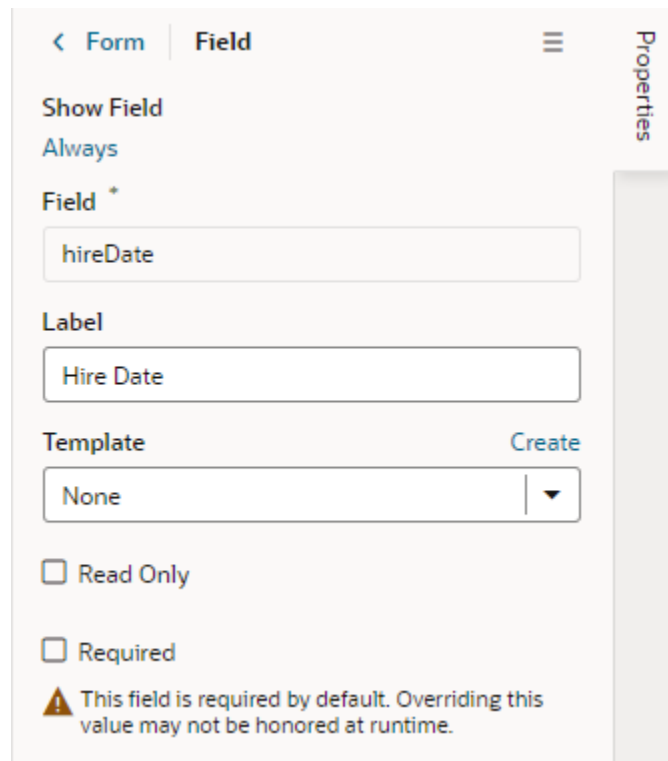 Form Field
Show Field
Always
Field *
hireDate
Label
Hire Date
Template Create
None
Read Only
Required
This field is required by default. Overriding this
value may not be honored at runtime.
Properties